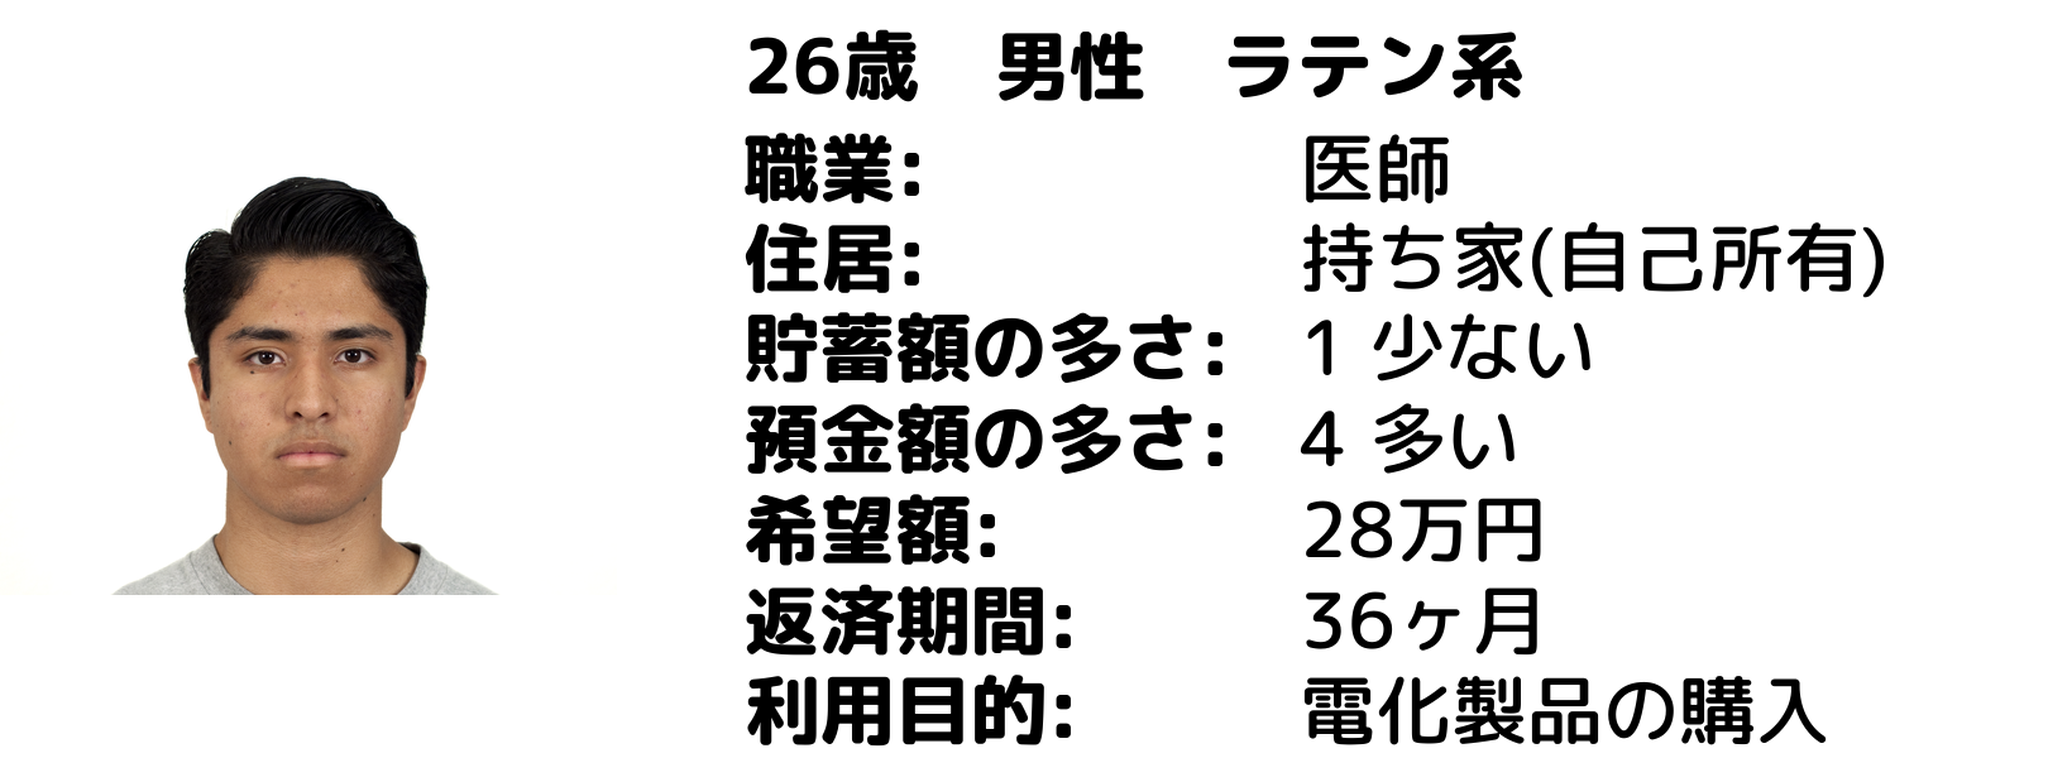 26歳　男性　ラテン系
職業: 医師
住居: 持ち家(自己所有)
貯蓄額の多さ: 1 少ない
預金額の多さ: 4 多い
希望額: 28万円
返済期間: 36ヶ月
利用目的: 電化製品の購入